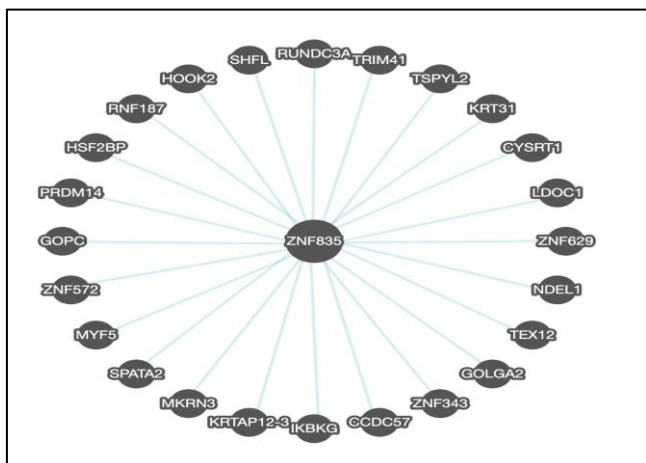 RUNDC3A
SHFL
TRIM41
HOOK2
TSPYL2
RNF187
KRT31
HSF2BP
CYSRT1
PRDM14
LDOC1
GOPC
ZNF835
ZNF629
ZNF572
NDEL1
MYF5
TEX12
SPATA2
GOLGA2
MKRN3
ZNF343
KRTAP12-3
IKBKG
CCDC57